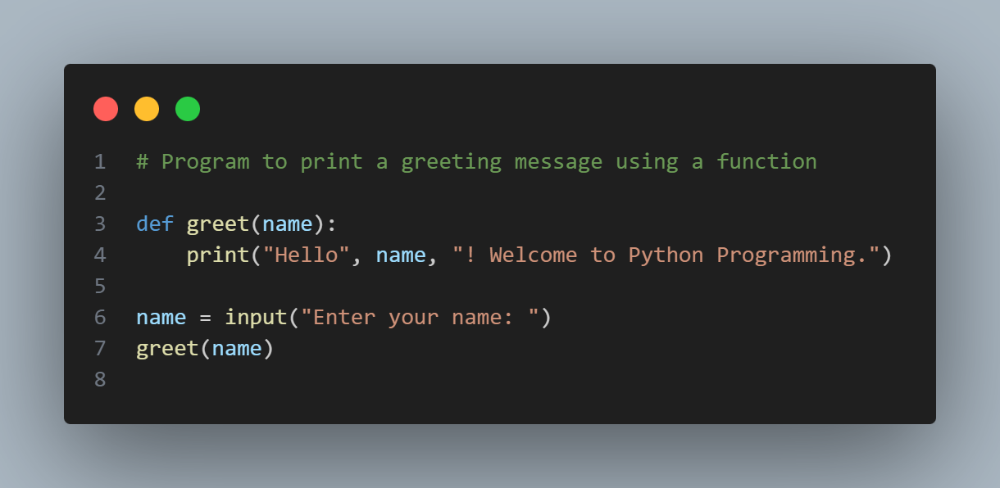 1 # Program to print a greeting message using a function
2
3 def greet(name):
4     print("Hello", name, "! Welcome to Python Programming.")
5
6 name = input("Enter your name: ")
7 greet(name)
8